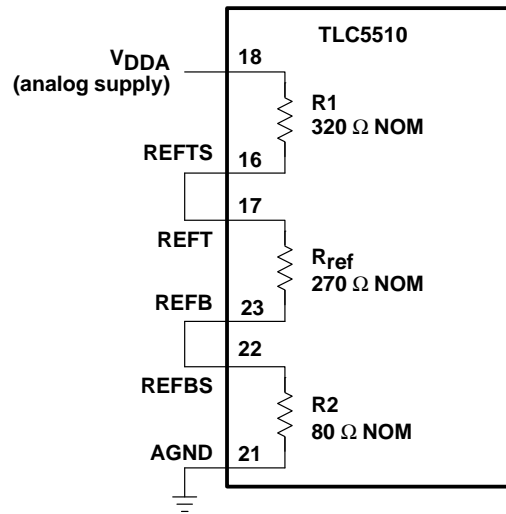 TLC5510
VDDA
(analog supply)
18
R1
320 Ω NOM
REFTS
16
17
REFT
Rref
270 Ω NOM
REFB
23
22
REFBS
R2
80 Ω NOM
AGND
21